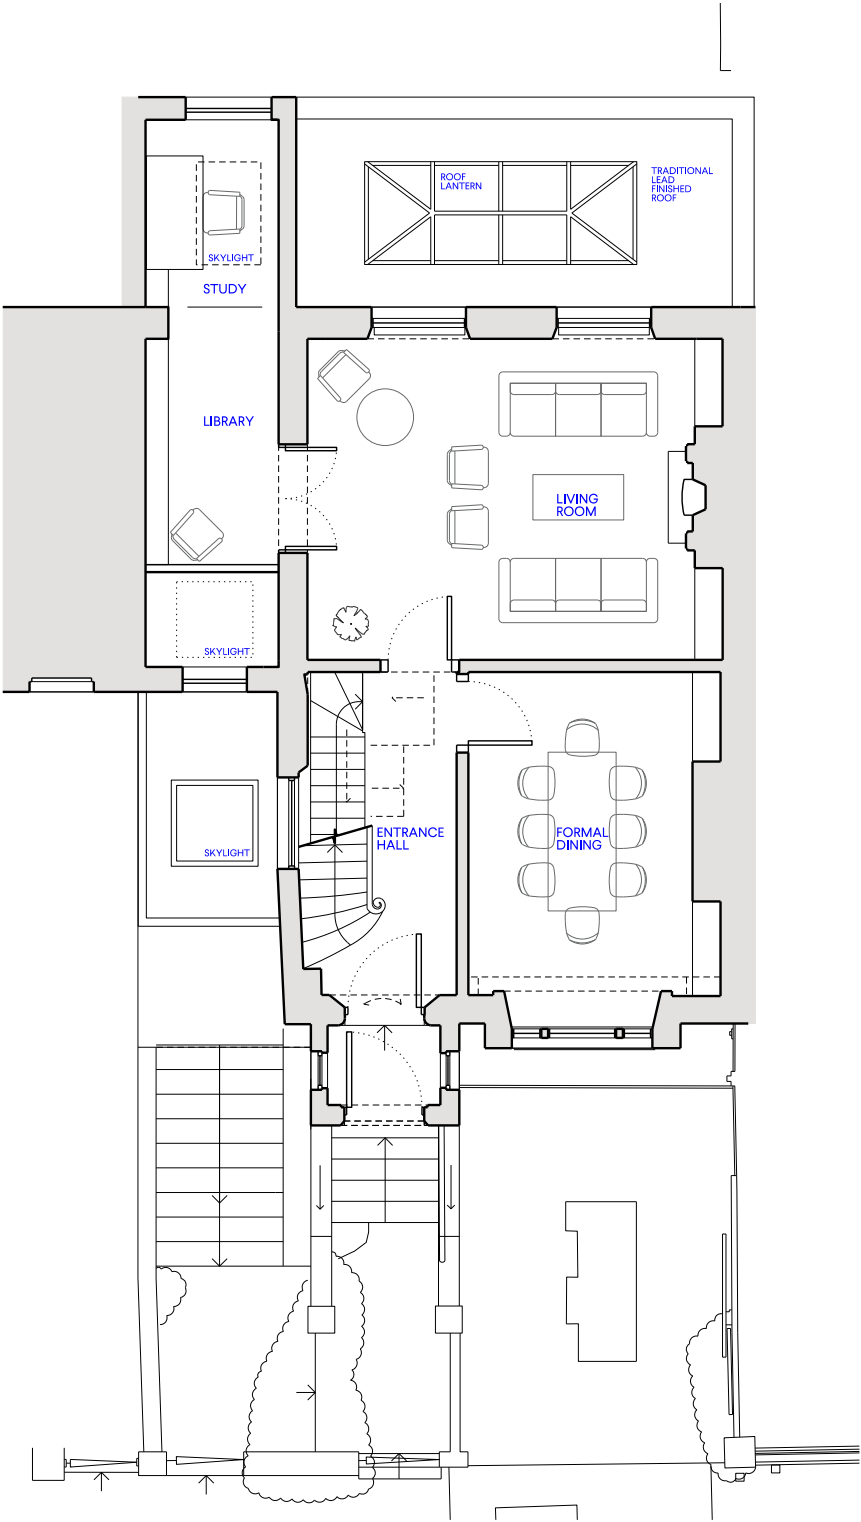 ROOF
LANTERN
TRADITIONAL
LEAD
FINISHED
ROOF
SKYLIGHT
STUDY
LIBRARY
LIVING
ROOM
SKYLIGHT
ENTRANCE
HALL
FORMAL
DINING
SKYLIGHT